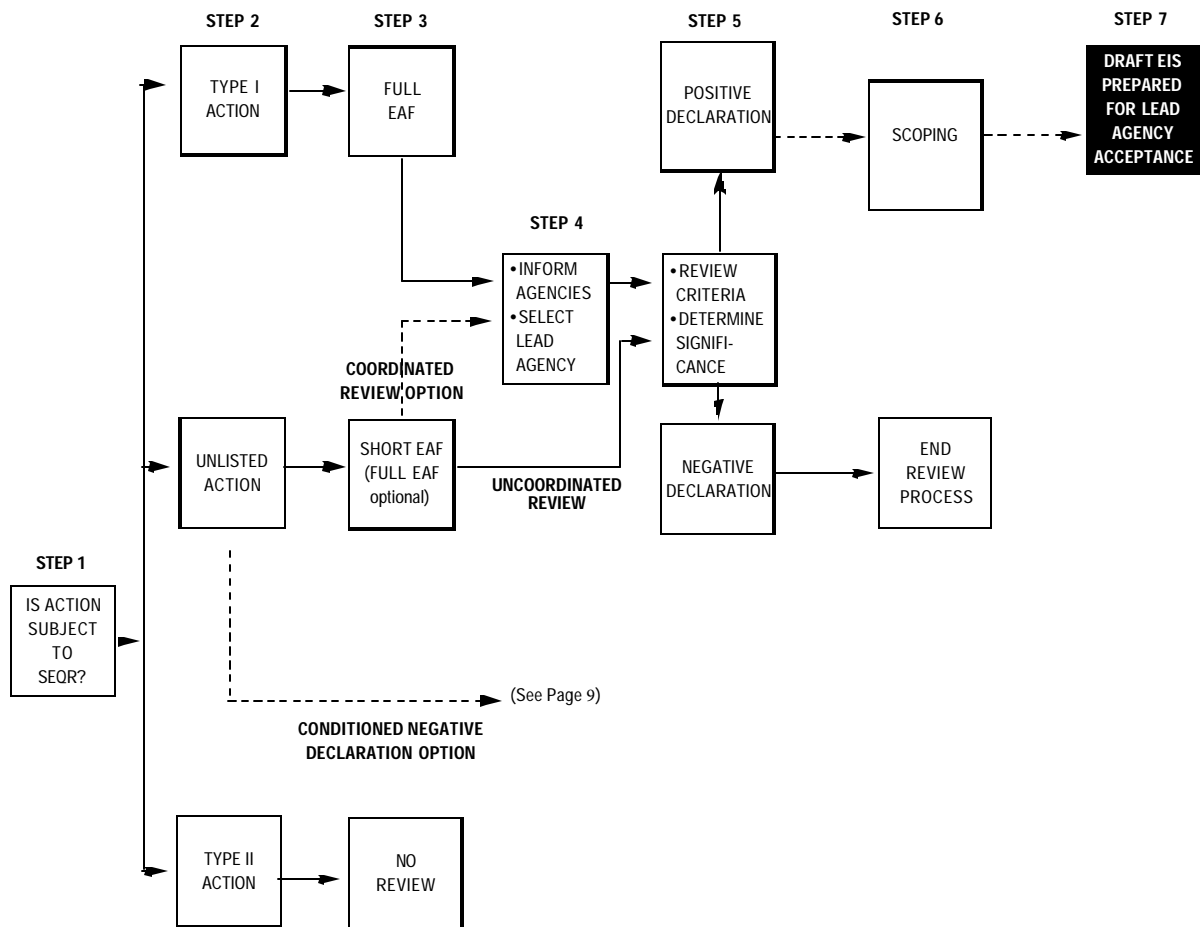 STEP 2
STEP 3
STEP 5
STEP 6
STEP 7
TYPE I
ACTION
FULL
EAF
POSITIVE
DECLARATION
SCOPING
DRAFT EIS
PREPARED
FOR LEAD
AGENCY
ACCEPTANCE
STEP 4
•INFORM
AGENCIES
•SELECT
LEAD
AGENCY
•REVIEW
CRITERIA
•DETERMINE
SIGNIFI-
CANCE
COORDINATED
REVIEW OPTION
UNLISTED
ACTION
SHORT EAF
(FULL EAF
optional)
UNCOORDINATED
REVIEW
NEGATIVE
DECLARATION
END
REVIEW
PROCESS
STEP 1
IS ACTION
SUBJECT
TO
SEQR?
(See Page 9)
CONDITIONED NEGATIVE
DECLARATION OPTION
TYPE II
ACTION
NO
REVIEW